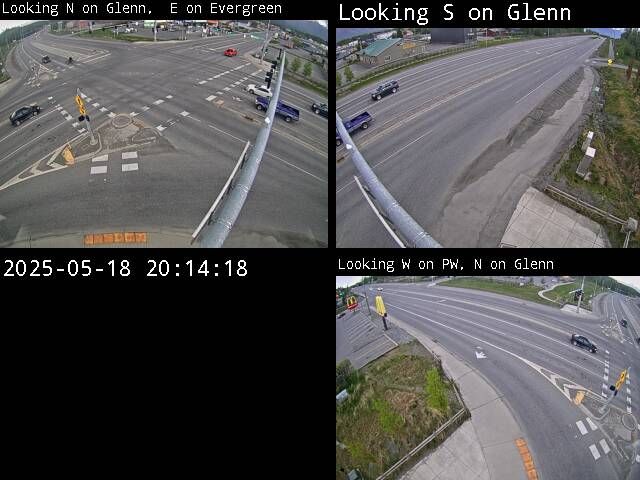 Looking N on Glenn,  E on Evergreen
Looking S on Glenn
2025-05-18 20:14:18
Looking W on PW, N on Glenn